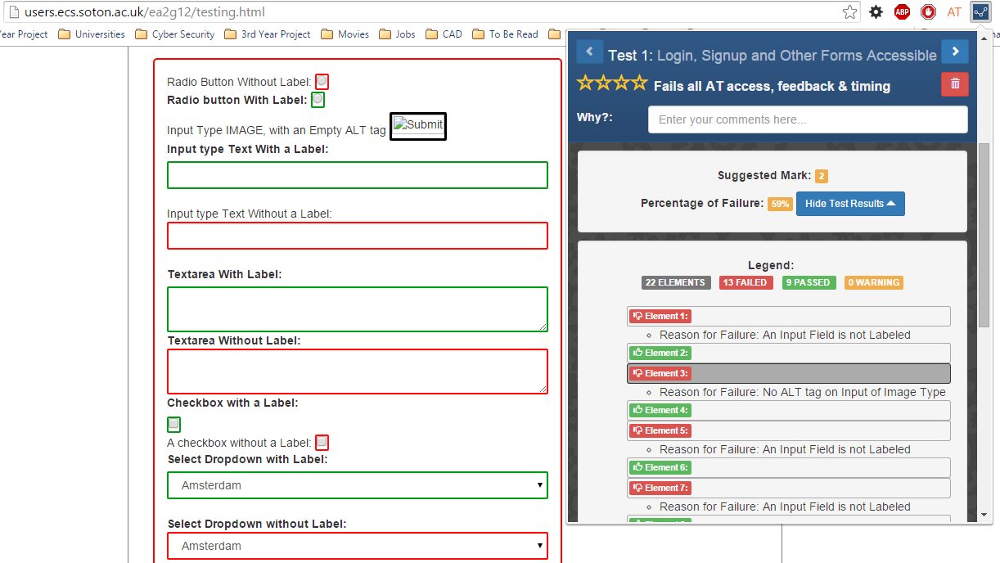 users.ecs.soton.ac.uk/ea2g12/testing.html
ABP
AT
ear Project Universities Cyber Security 3rd Year Project Movies Jobs CAD To Be Read
Radio Button Without Label:
Radio button With Label:
Input Type IMAGE, with an Empty ALT tag Submit
Input type Text With a Label:
Input type Text Without a Label:
Textarea With Label:
Textarea Without Label:
Checkbox with a Label:
A checkbox without a Label:
Select Dropdown with Label:
Amsterdam
Select Dropdown without Label:
Amsterdam
Test 1: Login, Signup and Other Forms Accessible
Fails all AT access, feedback & timing
Why?: Enter your comments here...
Suggested Mark: 2
Percentage of Failure: 59% Hide Test Results
Legend:
22 ELEMENTS 13 FAILED 9 PASSED 0 WARNING
Element 1:
Reason for Failure: An Input Field is not Labeled
Element 2:
Element 3:
Reason for Failure: No ALT tag on Input of Image Type
Element 4:
Element 5:
Reason for Failure: An Input Field is not Labeled
Element 6:
Element 7:
Reason for Failure: An Input Field is not Labeled